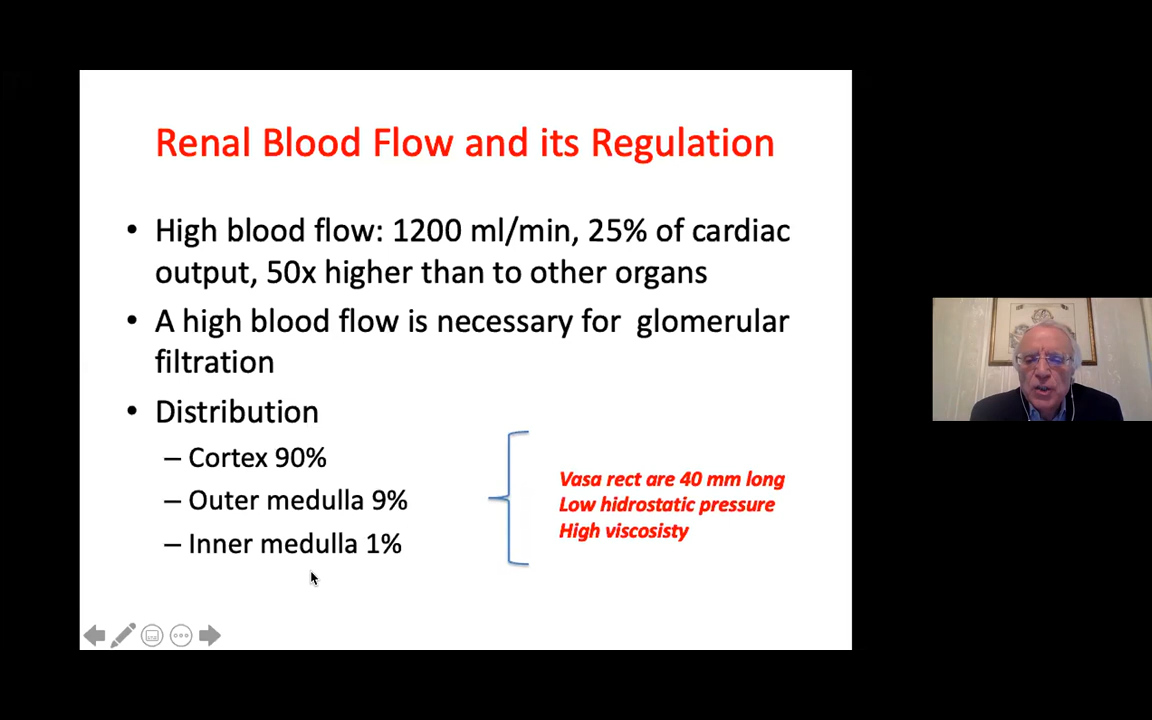 Renal Blood Flow and its Regulation
• High blood flow: 1200 ml/min, 25% of cardiac
output, 50x higher than to other organs
• A high blood flow is necessary for glomerular
filtration
• Distribution
– Cortex 90%
– Outer medulla 9%
– Inner medulla 1%
Vasa rect are 40 mm long
Low hidrostatic pressure
High viscosisty